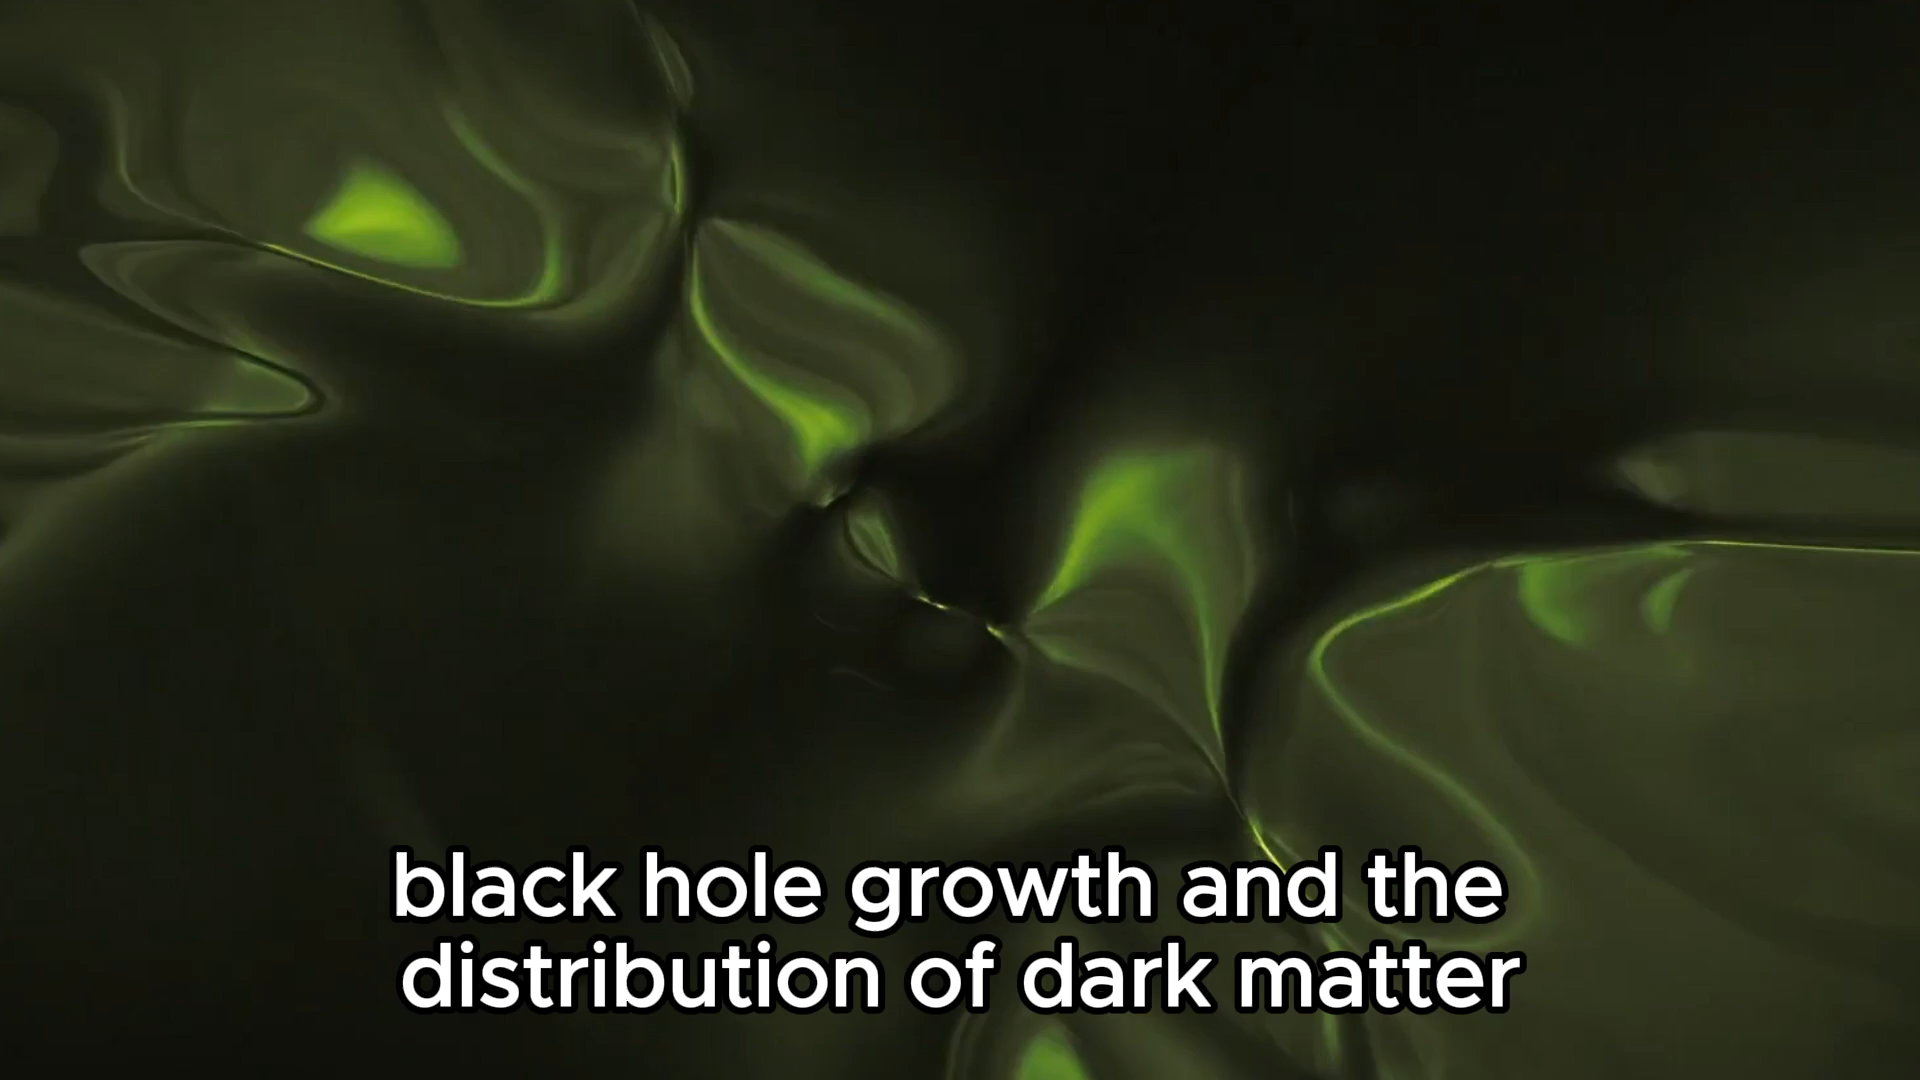 black hole growth and the
distribution of dark matter